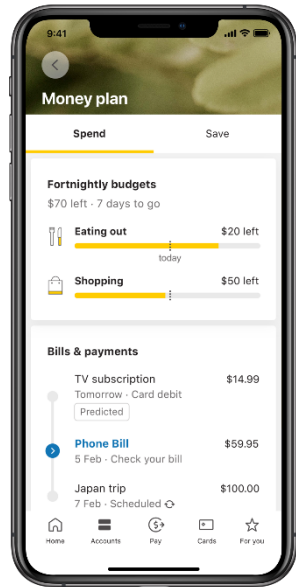 9:41
Money plan
Spend Save
Fortnightly budgets
$70 left · 7 days to go
Eating out $20 left
today
Shopping $50 left
Bills & payments
TV subscription $14.99
Tomorrow · Card debit
Predicted
Phone Bill $59.95
5 Feb · Check your bill
Japan trip $100.00
7 Feb · Scheduled
Home Accounts Pay Cards For you